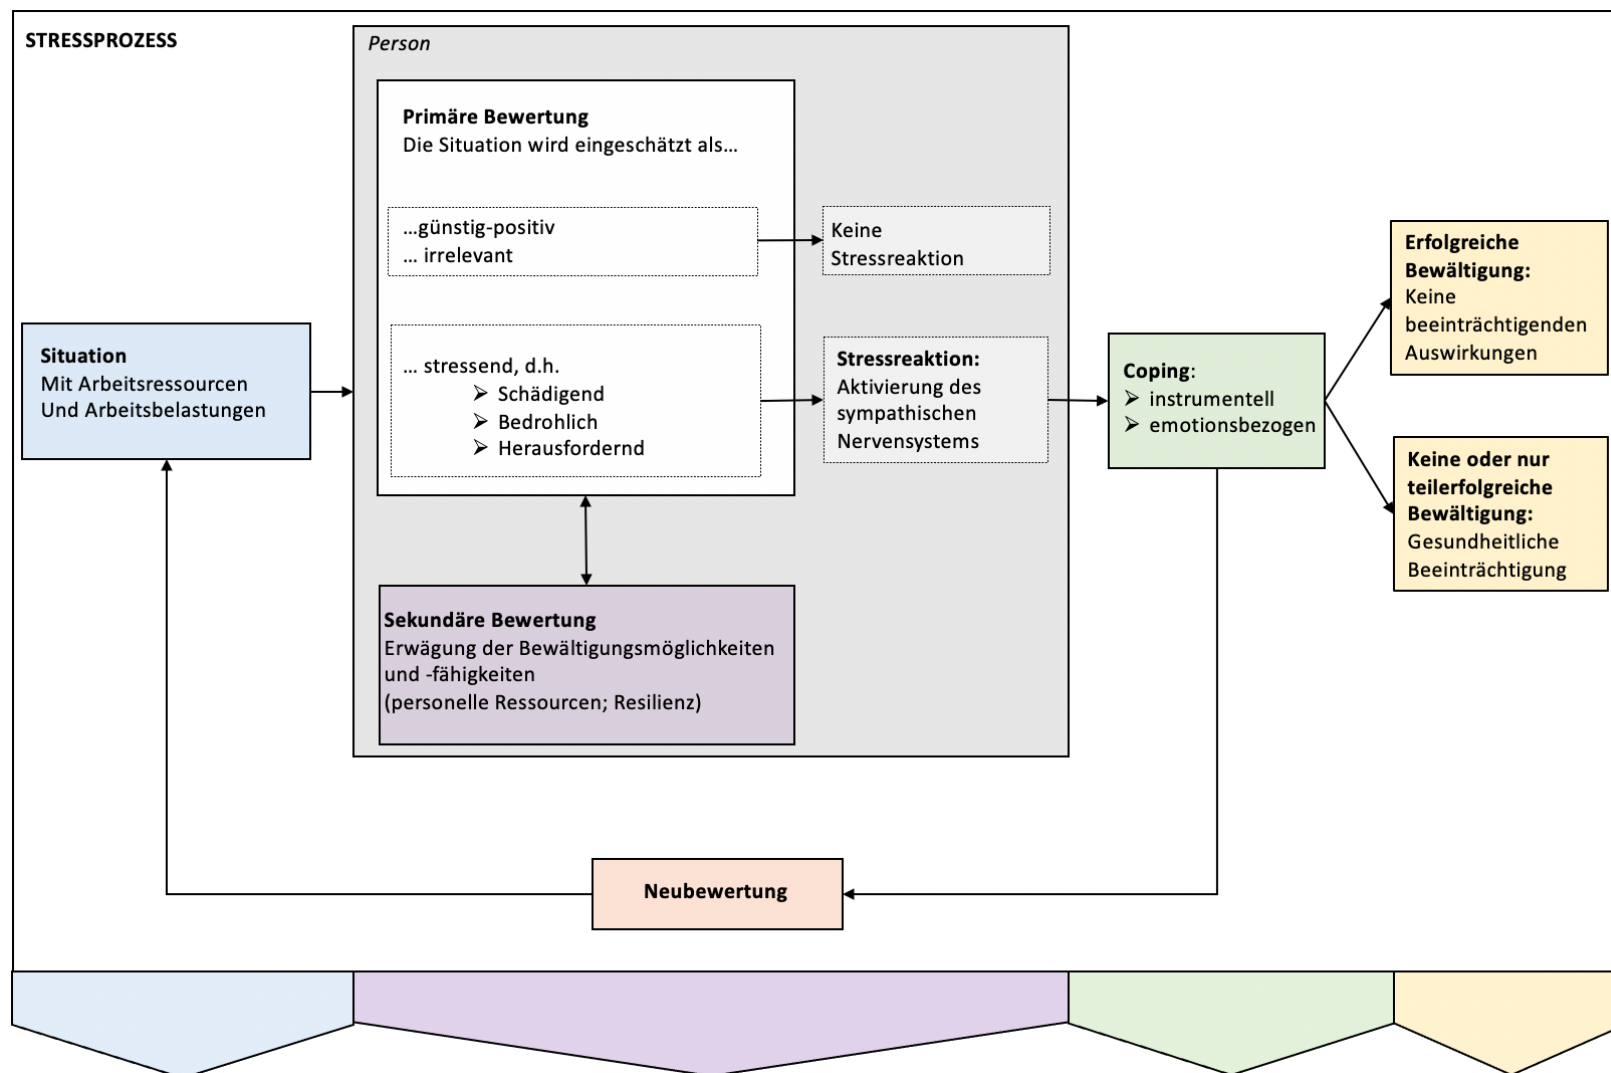 STRESSPROZESS
Person
Primäre Bewertung
Die Situation wird eingeschätzt als…
…günstig-positiv
… irrelevant
Keine
Stressreaktion
… stressend, d.h.
➢ Schädigend
➢ Bedrohlich
➢ Herausfordernd
Stressreaktion:
Aktivierung des
sympathischen
Nervensystems
Situation
Mit Arbeitsressourcen
Und Arbeitsbelastungen
Sekundäre Bewertung
Erwägung der Bewältigungsmöglichkeiten
und -fähigkeiten
(personelle Ressourcen; Resilienz)
Coping:
➢ instrumentell
➢ emotionsbezogen
Erfolgreiche
Bewältigung:
Keine
beeinträchtigenden
Auswirkungen
Keine oder nur
teilerfolgreiche
Bewältigung:
Gesundheitliche
Beeinträchtigung
Neubewertung